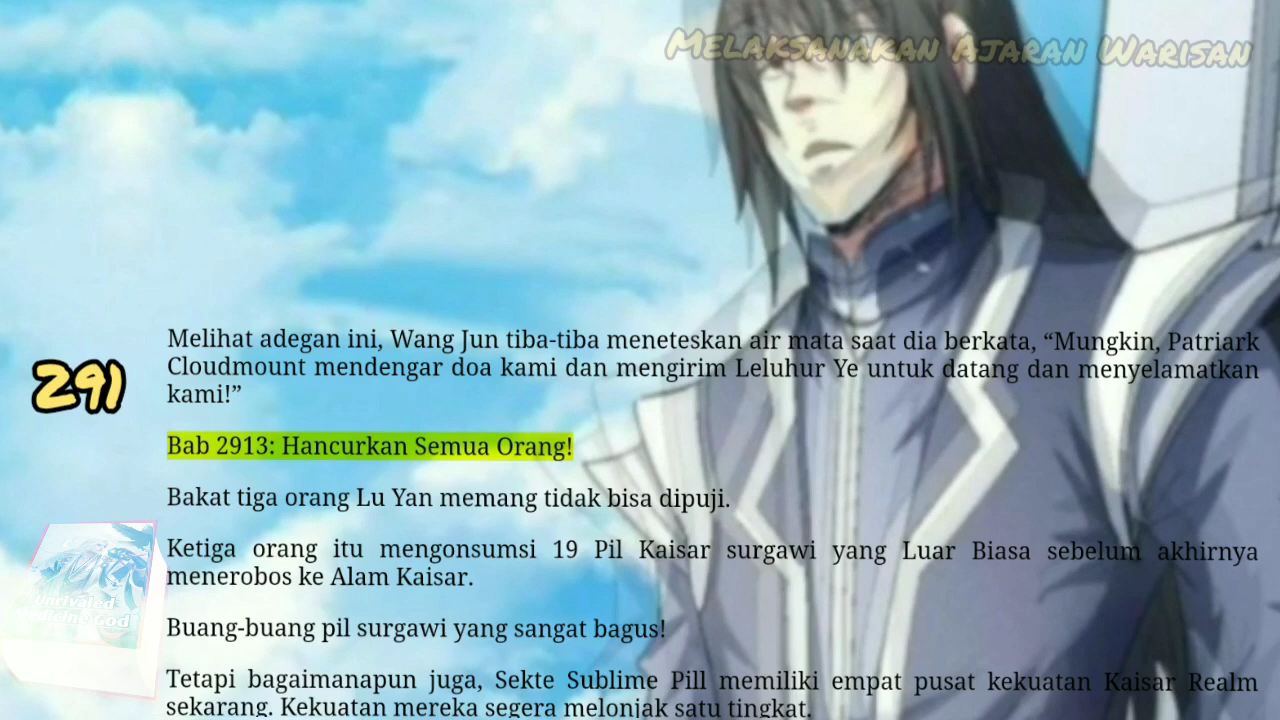 Melaksanakan Ajaran Warisan
Melihat adegan ini, Wang Jun tiba-tiba meneteskan air mata saat dia berkata, “Mungkin, Patriark
Cloudmount mendengar doa kami dan mengirim Leluhur Ye untuk datang dan menyelamatkan
kami!”
291
Bab 2913: Hancurkan Semua Orang!
Bakat tiga orang Lu Yan memang tidak bisa dipuji.
Ketiga orang itu mengonsumsi 19 Pil Kaisar surgawi yang Luar Biasa sebelum akhirnya
menerobos ke Alam Kaisar.
Unrivaled
Medicine God
Buang-buang pil surgawi yang sangat bagus!
Tetapi bagaimanapun juga, Sekte Sublime Pill memiliki empat pusat kekuatan Kaisar Realm
sekarang. Kekuatan mereka segera melonjak satu tingkat.